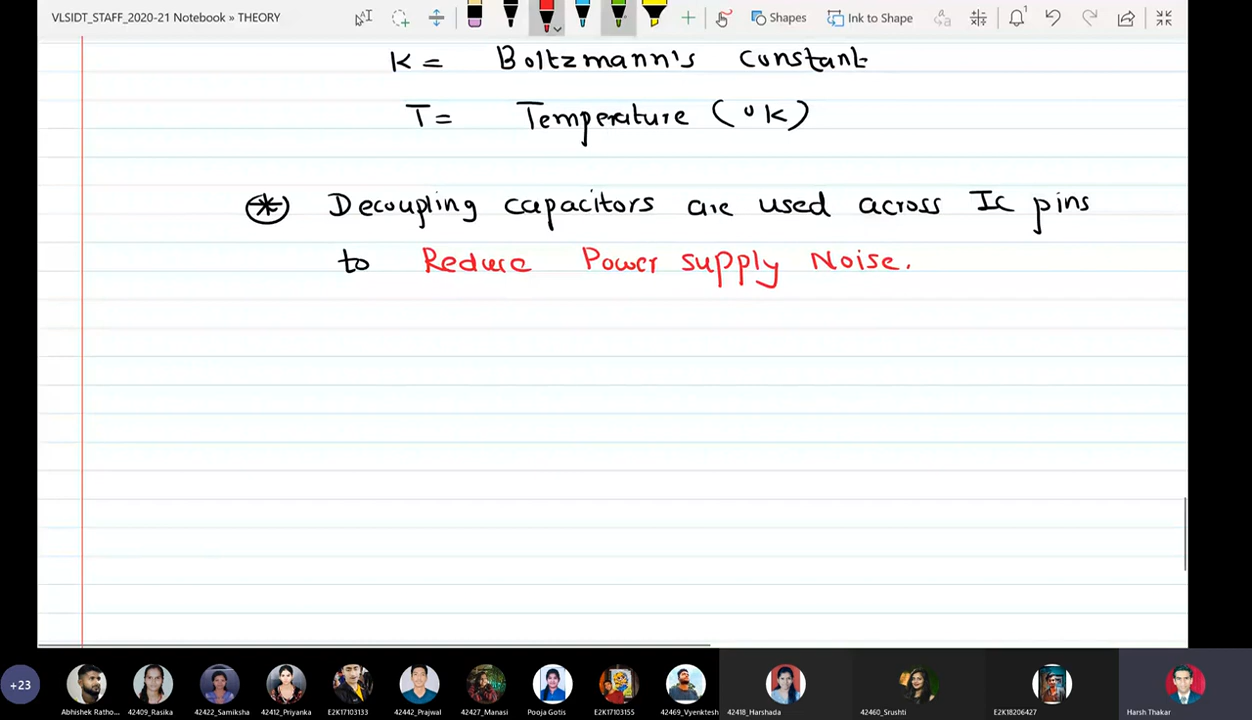 VLSIDT_STAFF_2020-21 Notebook » THEORY
Shapes
Ink to Shape
K = Boltzmann's constant
T = Temperature (°K)
* Decoupling capacitors are used across Ic pins
to Reduce Power supply Noise.
+23
Abhishek Ratho...
42409_Rasika
42422_Samiksha
42412_Priyanka
E2K17103133
42442_Prajwal
42427_Manasi
Pooja Gotis
E2K17103155
42469_Vyenktesh
42418_Harshada
42460_Srushti
E2K18206427
Harsh Thakar